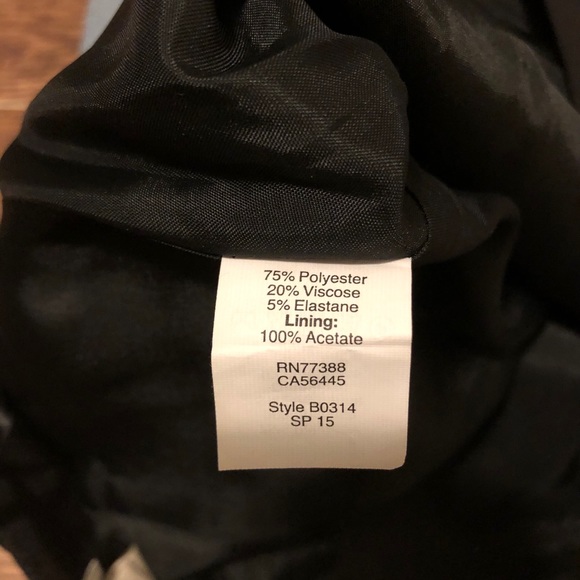 75% Polyester
20% Viscose
5% Elastane
Lining:
100% Acetate
RN77388
CA56445
Style B0314
SP 15